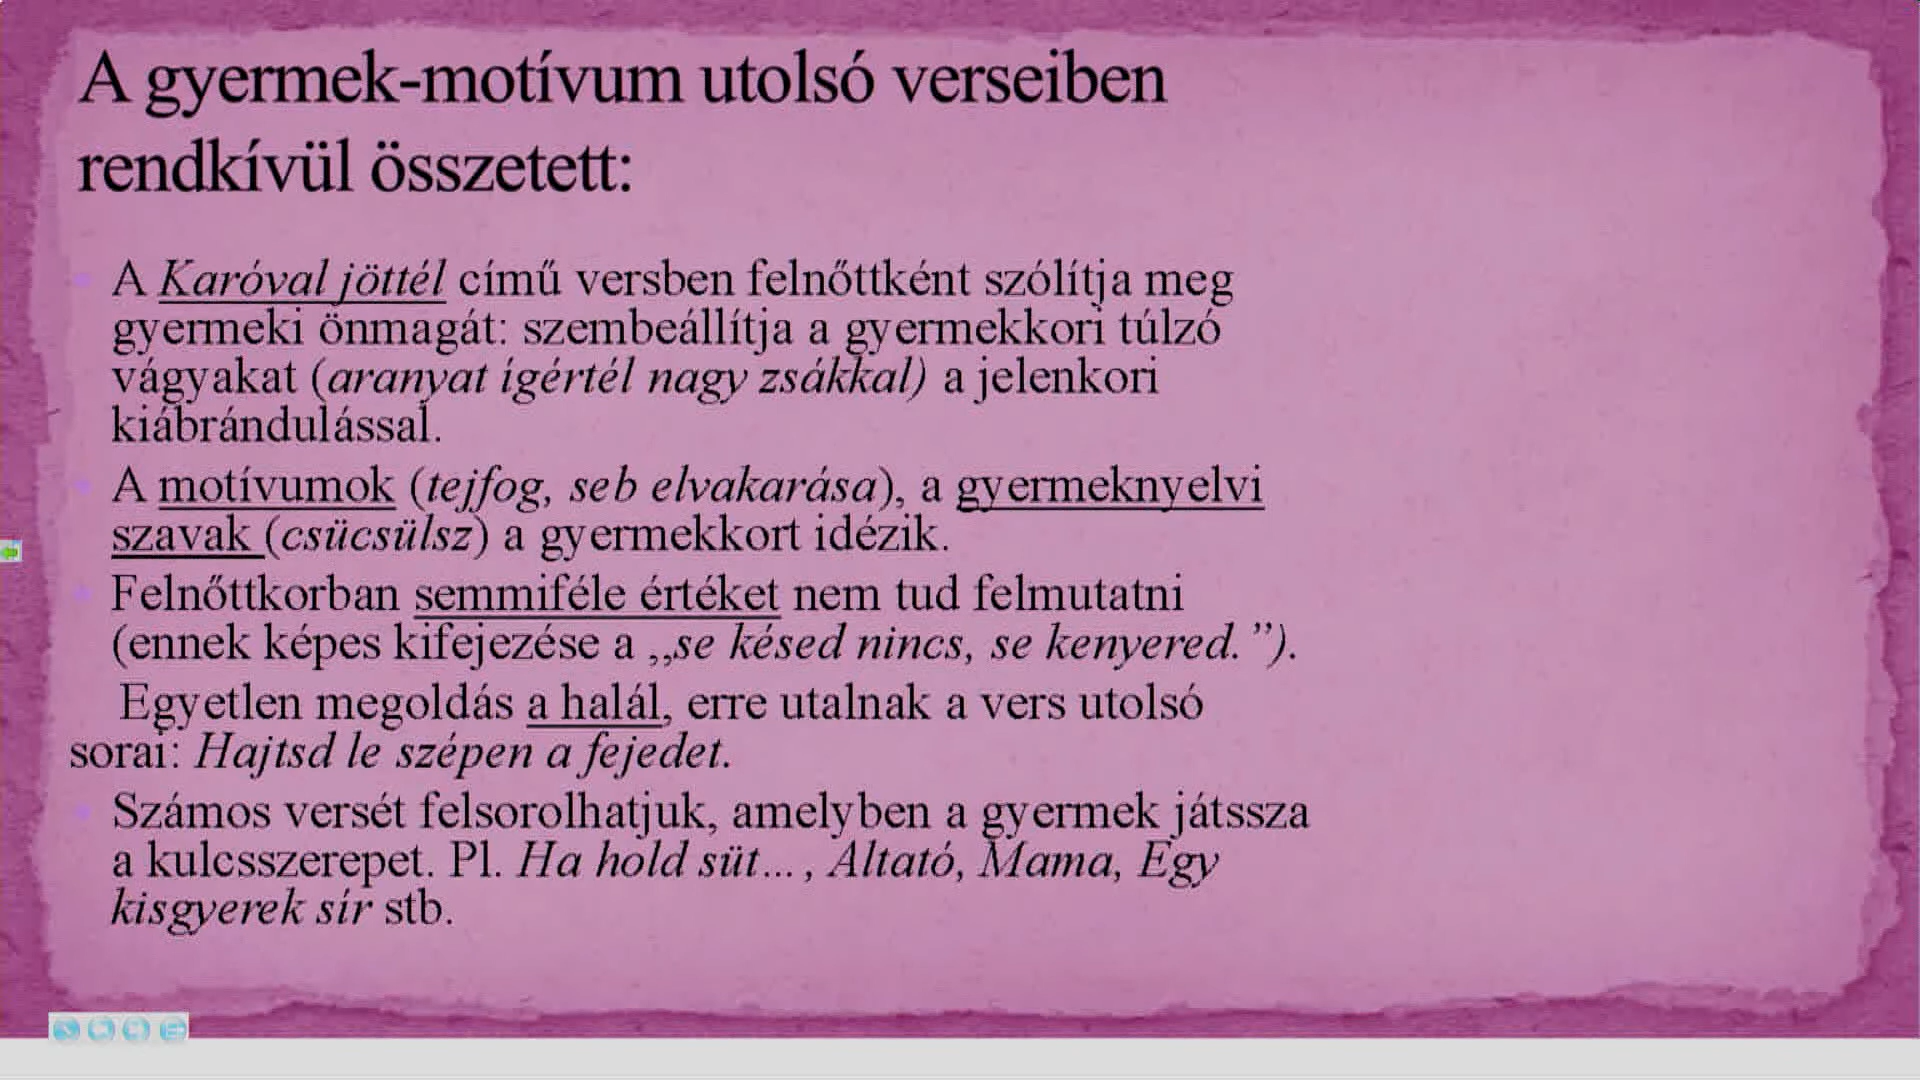 A gyermek-motívum utolsó verseiben
rendkívül összetett:
A Karóval jöttél című versben felnőttként szólítja meg
gyermeki önmagát: szembeállítja a gyermekkori túlzó
vágyakat (aranyat ígértél nagy zsákkal) a jelenkori
kiábrándulással.
A motívumok (tejfog, seb elvakarása), a gyermeknyelvi
szavak (csücsülsz) a gyermekkort idézik.
Felnőttkorban semmiféle értéket nem tud felmutatni
(ennek képes kifejezése a „se késed nincs, se kenyered.”).
Egyetlen megoldás a halál, erre utalnak a vers utolsó
sorai: Hajtsd le szépen a fejedet.
Számos versét felsorolhatjuk, amelyben a gyermek játssza
a kulcsszerepet. Pl. Ha hold süt… , Altató, Mama, Egy
kisgyerek sír stb.